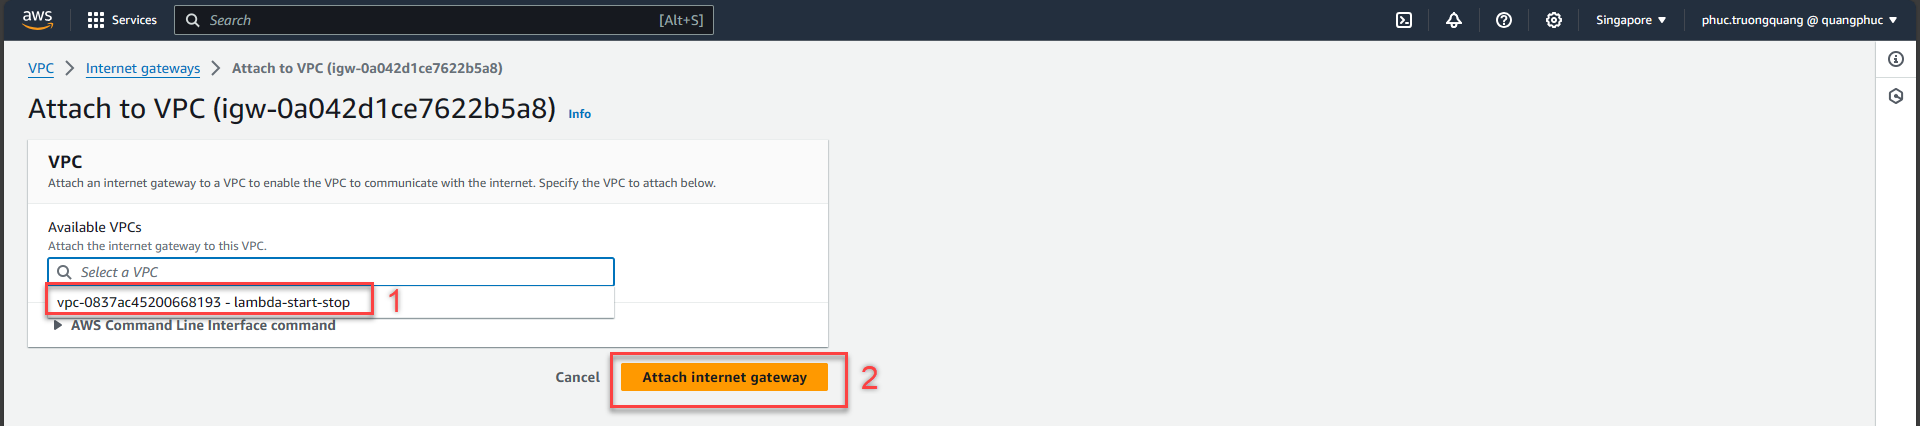 aws Services Search [Alt+S] Singapore phuc.truongquang @ quangphuc
VPC Internet gateways Attach to VPC (igw-0a042d1ce7622b5a8)
Attach to VPC (igw-0a042d1ce7622b5a8) Info
VPC
Attach an internet gateway to a VPC to enable the VPC to communicate with the internet. Specify the VPC to attach below.
Available VPCs
Attach the internet gateway to this VPC.
Select a VPC
vpc-0837ac45200668193 - lambda-start-stop 1
AWS Command Line Interface command
Cancel Attach internet gateway 2